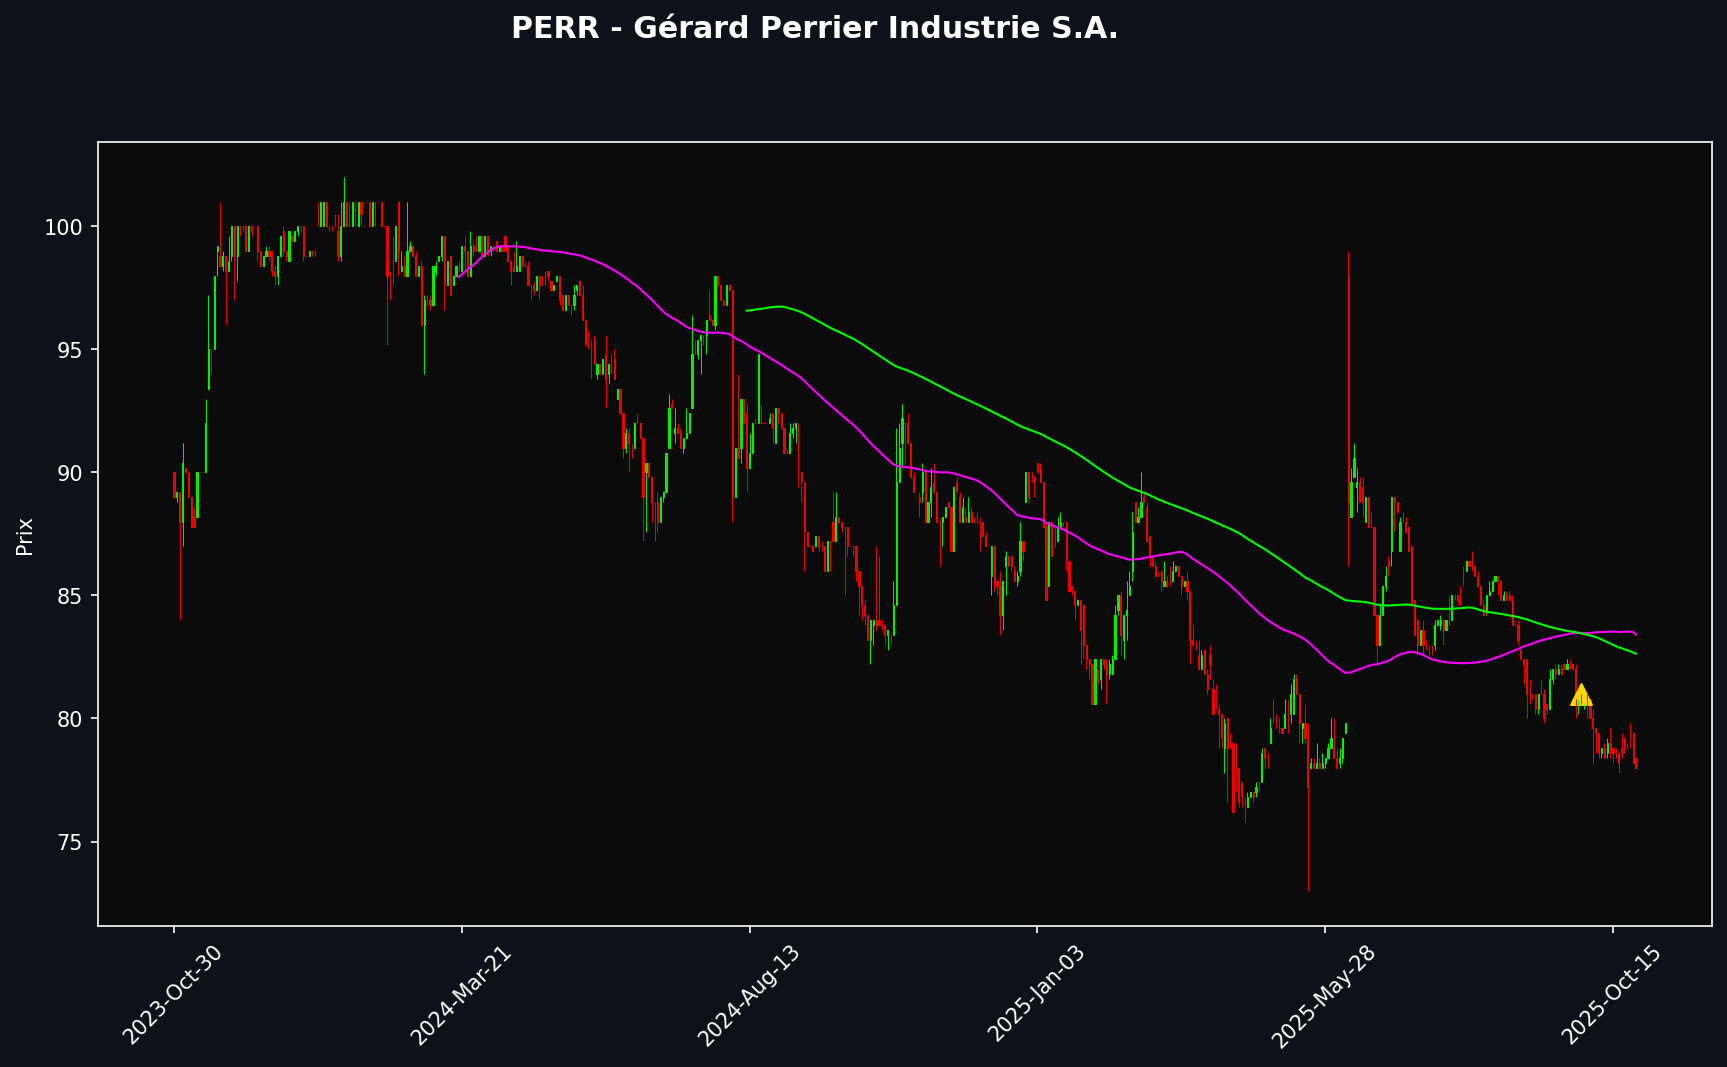 PERR - Gérard Perrier Industrie S.A.
Prix
100
95
90
85
80
75
2023-Oct-30
2024-Mar-21
2024-Aug-13
2025-Jan-03
2025-May-28
2025-Oct-15